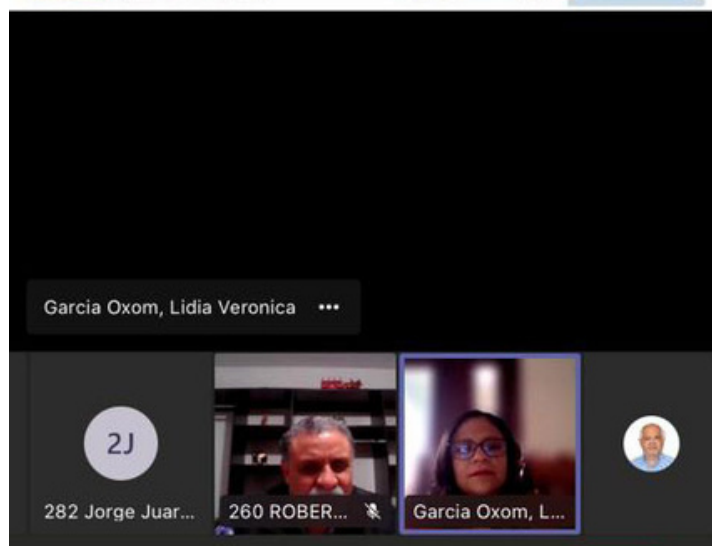 Garcia Oxom, Lidia Veronica ...
2J
282 Jorge Juar...
260 ROBER...
Garcia Oxom, L...